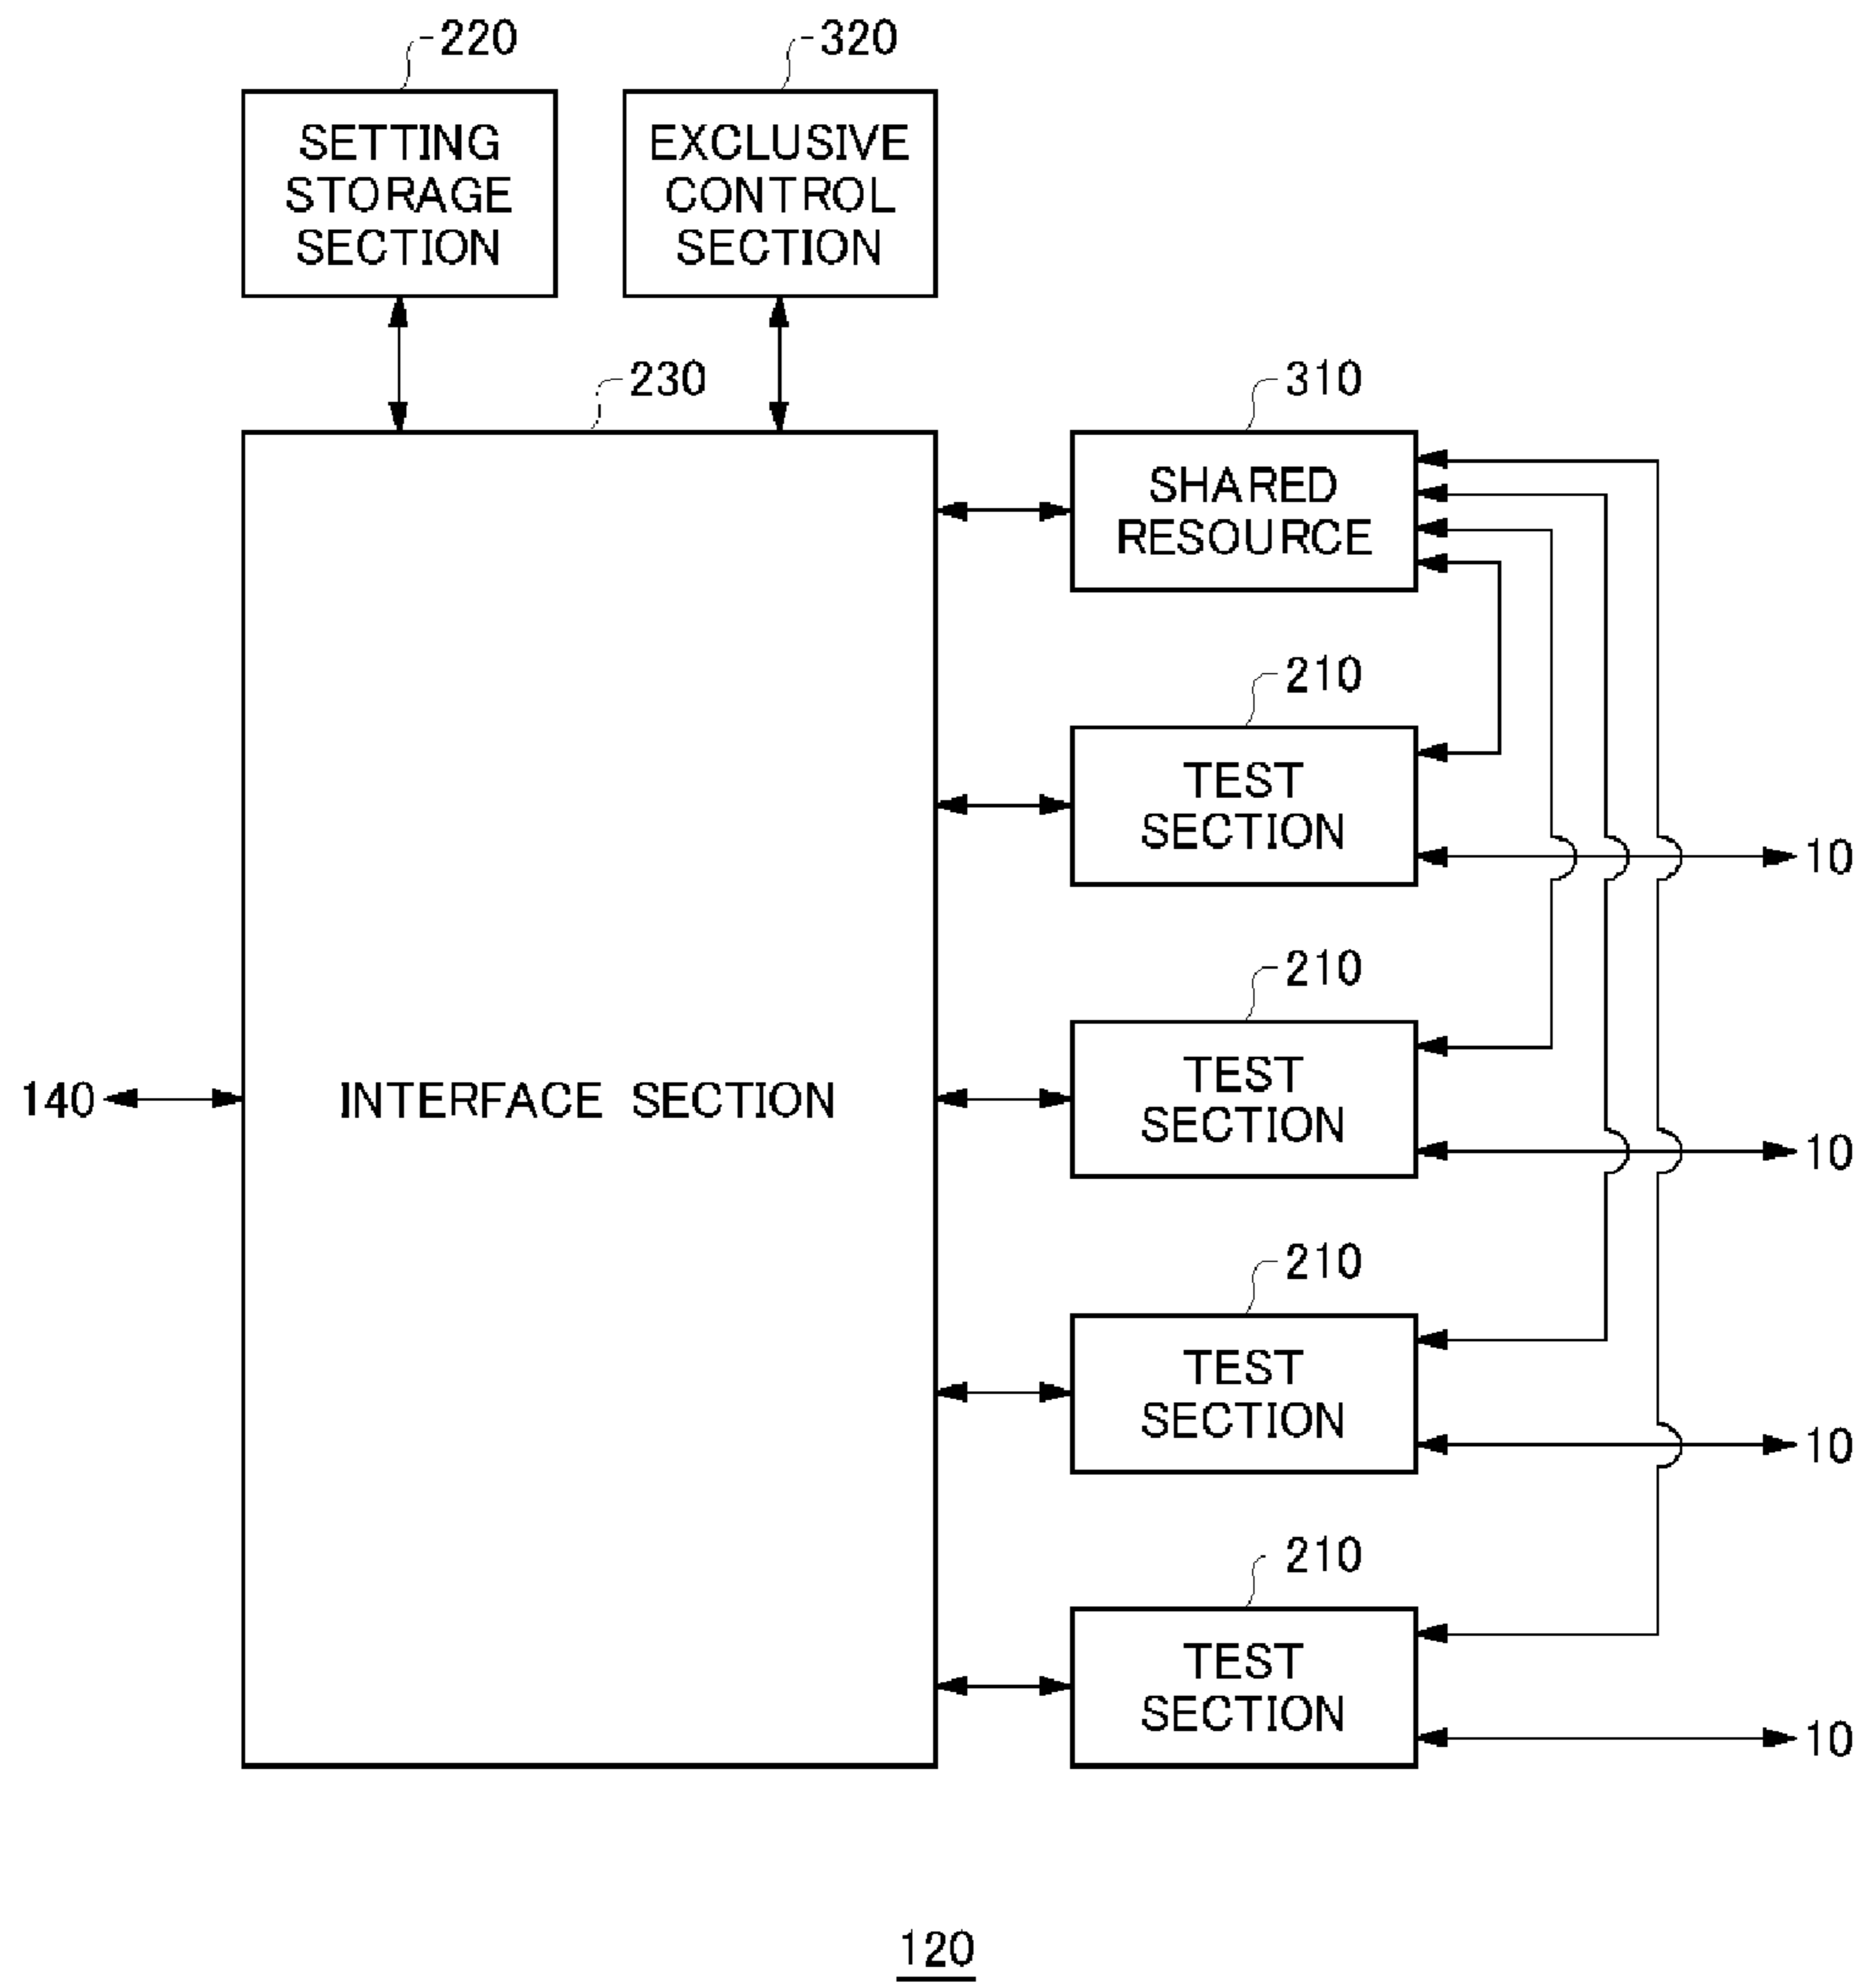 220
320
SETTING
STORAGE
SECTION
EXCLUSIVE
CONTROL
SECTION
230
310
SHARED
RESOURCE
210
TEST
SECTION
10
210
TEST
SECTION
10
140
INTERFACE SECTION
210
TEST
SECTION
10
210
TEST
SECTION
10
120